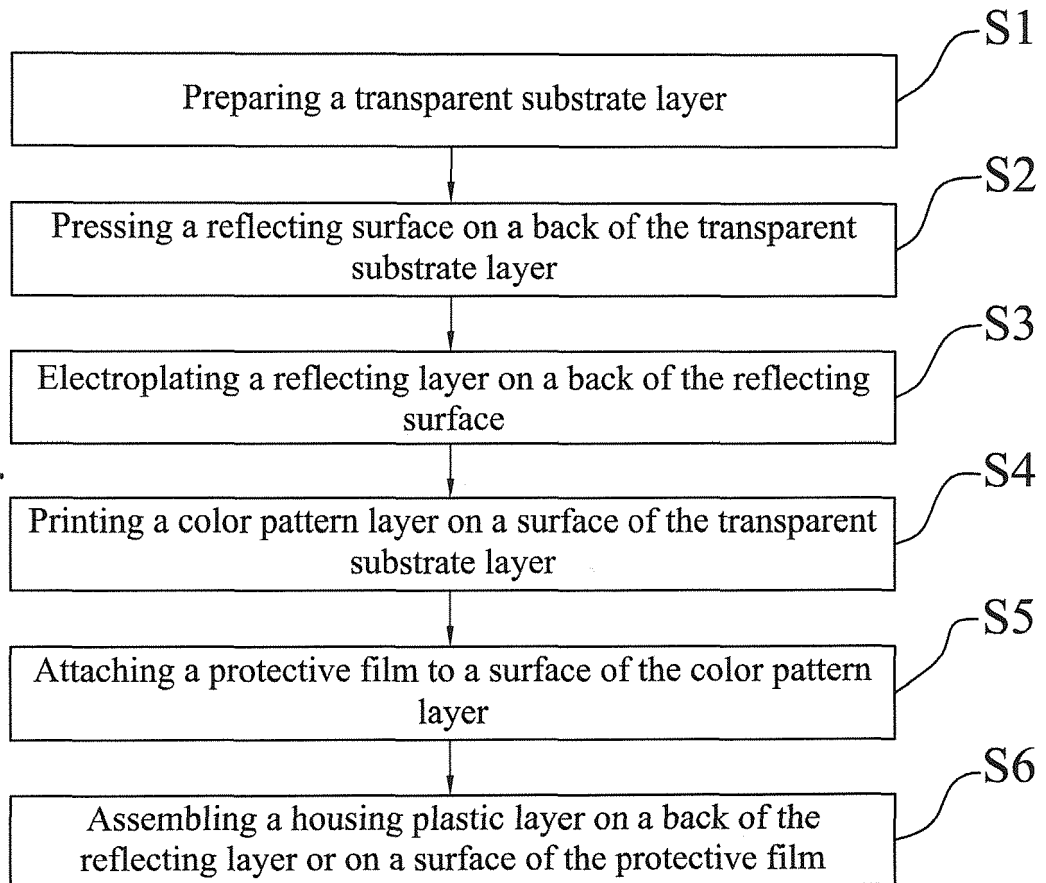 S1
Preparing a transparent substrate layer
S2
Pressing a reflecting surface on a back of the transparent
substrate layer
S3
Electroplating a reflecting layer on a back of the reflecting
surface
S4
Printing a color pattern layer on a surface of the transparent
substrate layer
S5
Attaching a protective film to a surface of the color pattern
layer
S6
Assembling a housing plastic layer on a back of the
reflecting layer or on a surface of the protective film